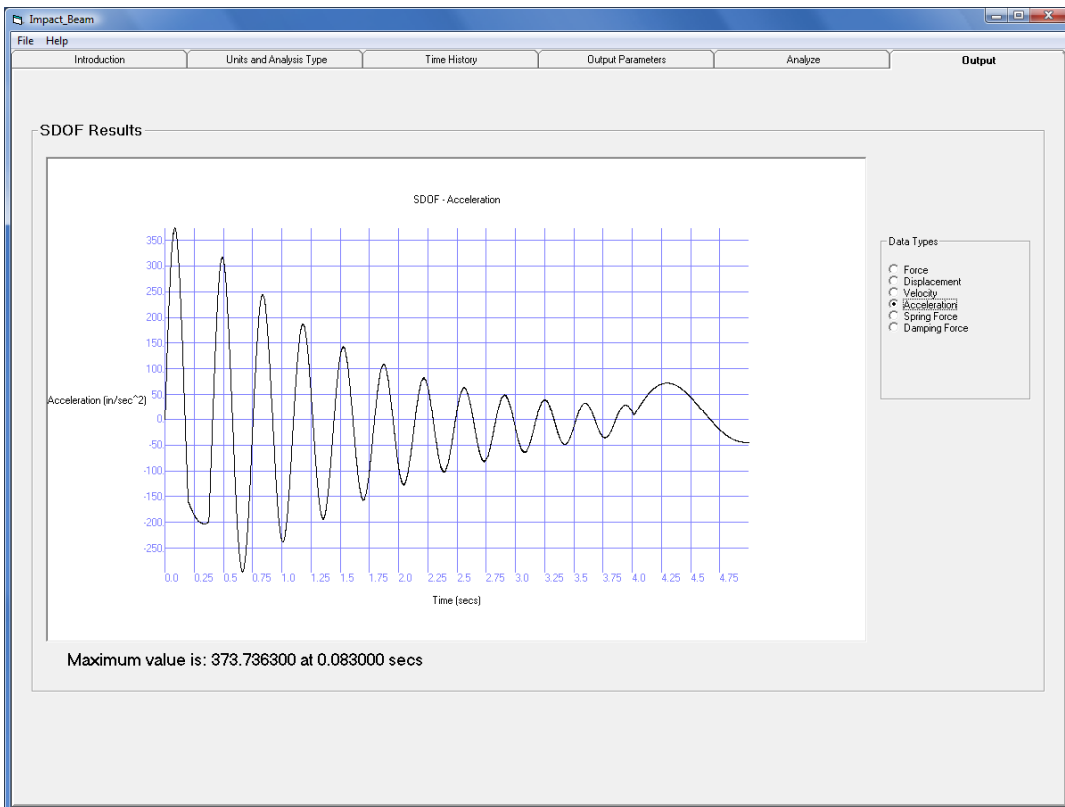 Impact_Beam
File Help
Introduction
Units and Analysis Type
Time History
Output Parameters
Analyze
Output
SDOF Results
SDOF - Acceleration
350.
300.
250.
200.
150.
100.
50
0
-50.
-100.
-150.
-200.
-250.
Acceleration (in/sec^2)
0.0 0.25 0.5 0.75 1.0 1.25 1.5 1.75 2.0 2.25 2.5 2.75 3.0 3.25 3.5 3.75 4.0 4.25 4.5 4.75
Time (secs)
Data Types
Force
Displacement
Velocity
Acceleration
Spring Force
Damping Force
Maximum value is: 373.736300 at 0.083000 secs